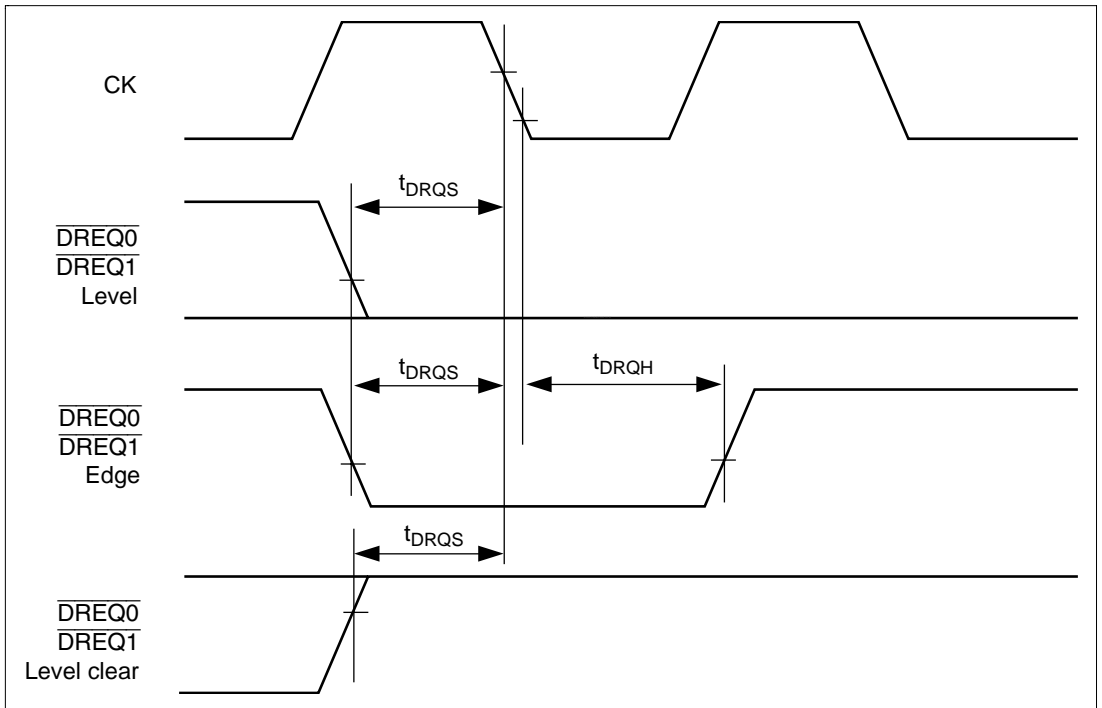 CK
tDRQS
DREQ0
DREQ1
Level
tDRQS
tDRQH
DREQ0
DREQ1
Edge
tDRQS
DREQ0
DREQ1
Level clear